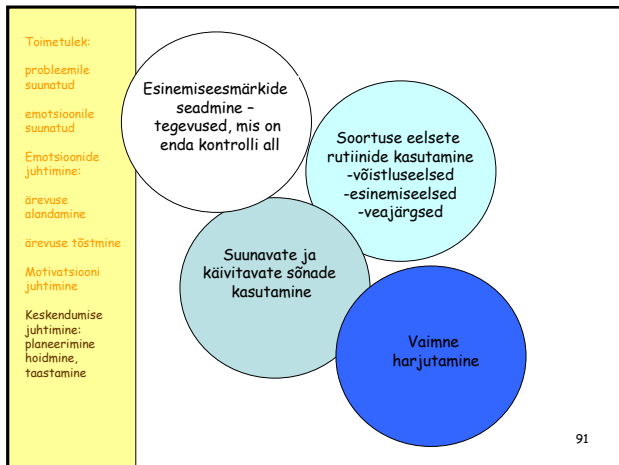 Toimetulek:
probleemile
suunatud
emotsioonile
suunatud
Emotsioonide
juhtimine:
ärevuse
alandamine
ärevuse tõstmine
Motivatsiooni
juhtimine
Keskendumise
juhtimine:
planeerimine
hoidmine,
taastamine
Esinemiseesmärkide
seadmine –
tegevused, mis on
enda kontrolli all
Soortuse eelsete
rutiinide kasutamine
-võistluseelsed
-esinemiseelsed
-veajärgsed
Suunavate ja
käivitavate sõnade
kasutamine
Vaimne
harjutamine
91